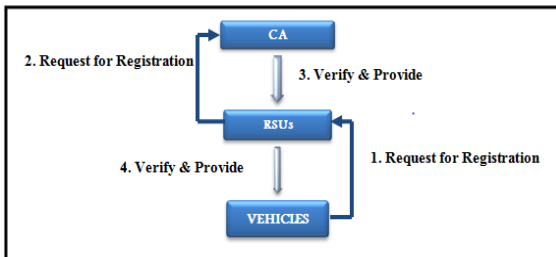 CA
2. Request for Registration
3. Verify & Provide
RSUs
1. Request for Registration
4. Verify & Provide
VEHICLES